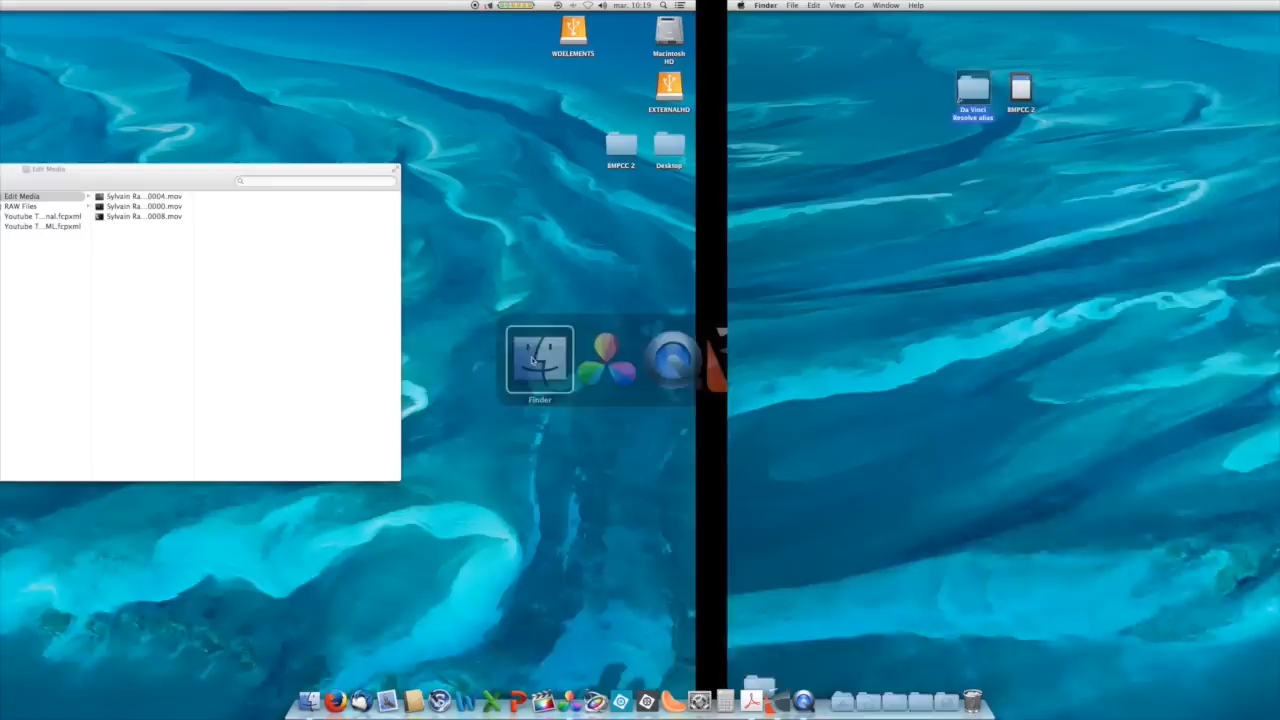 mar. 10:19
Finder File Edit View Go Window Help
WDELEMENTS
Macintosh HD
EXTERNALHD
BMPCC 2
Desktop
Da Vinci
Resolve alias
BMPCC 2
Edit Media
Edit Media
RAW Files
Youtube T...nal.fcpxml
Youtube T...ML.fcpxml
Sylvain Ra...0004.mov
Sylvain Ra...0000.mov
Sylvain Ra...0008.mov
Finder